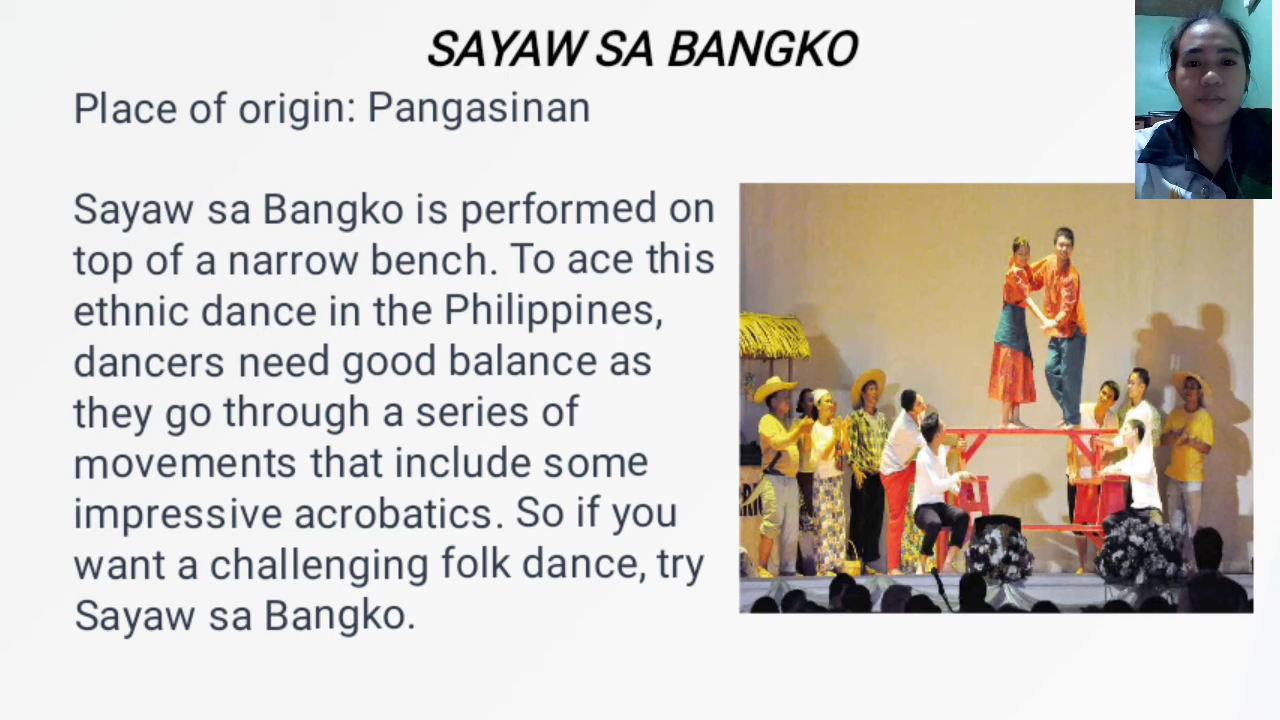 SAYAW SA BANGKO
Place of origin: Pangasinan
Sayaw sa Bangko is performed on
top of a narrow bench. To ace this
ethnic dance in the Philippines,
dancers need good balance as
they go through a series of
movements that include some
impressive acrobatics. So if you
want a challenging folk dance, try
Sayaw sa Bangko.